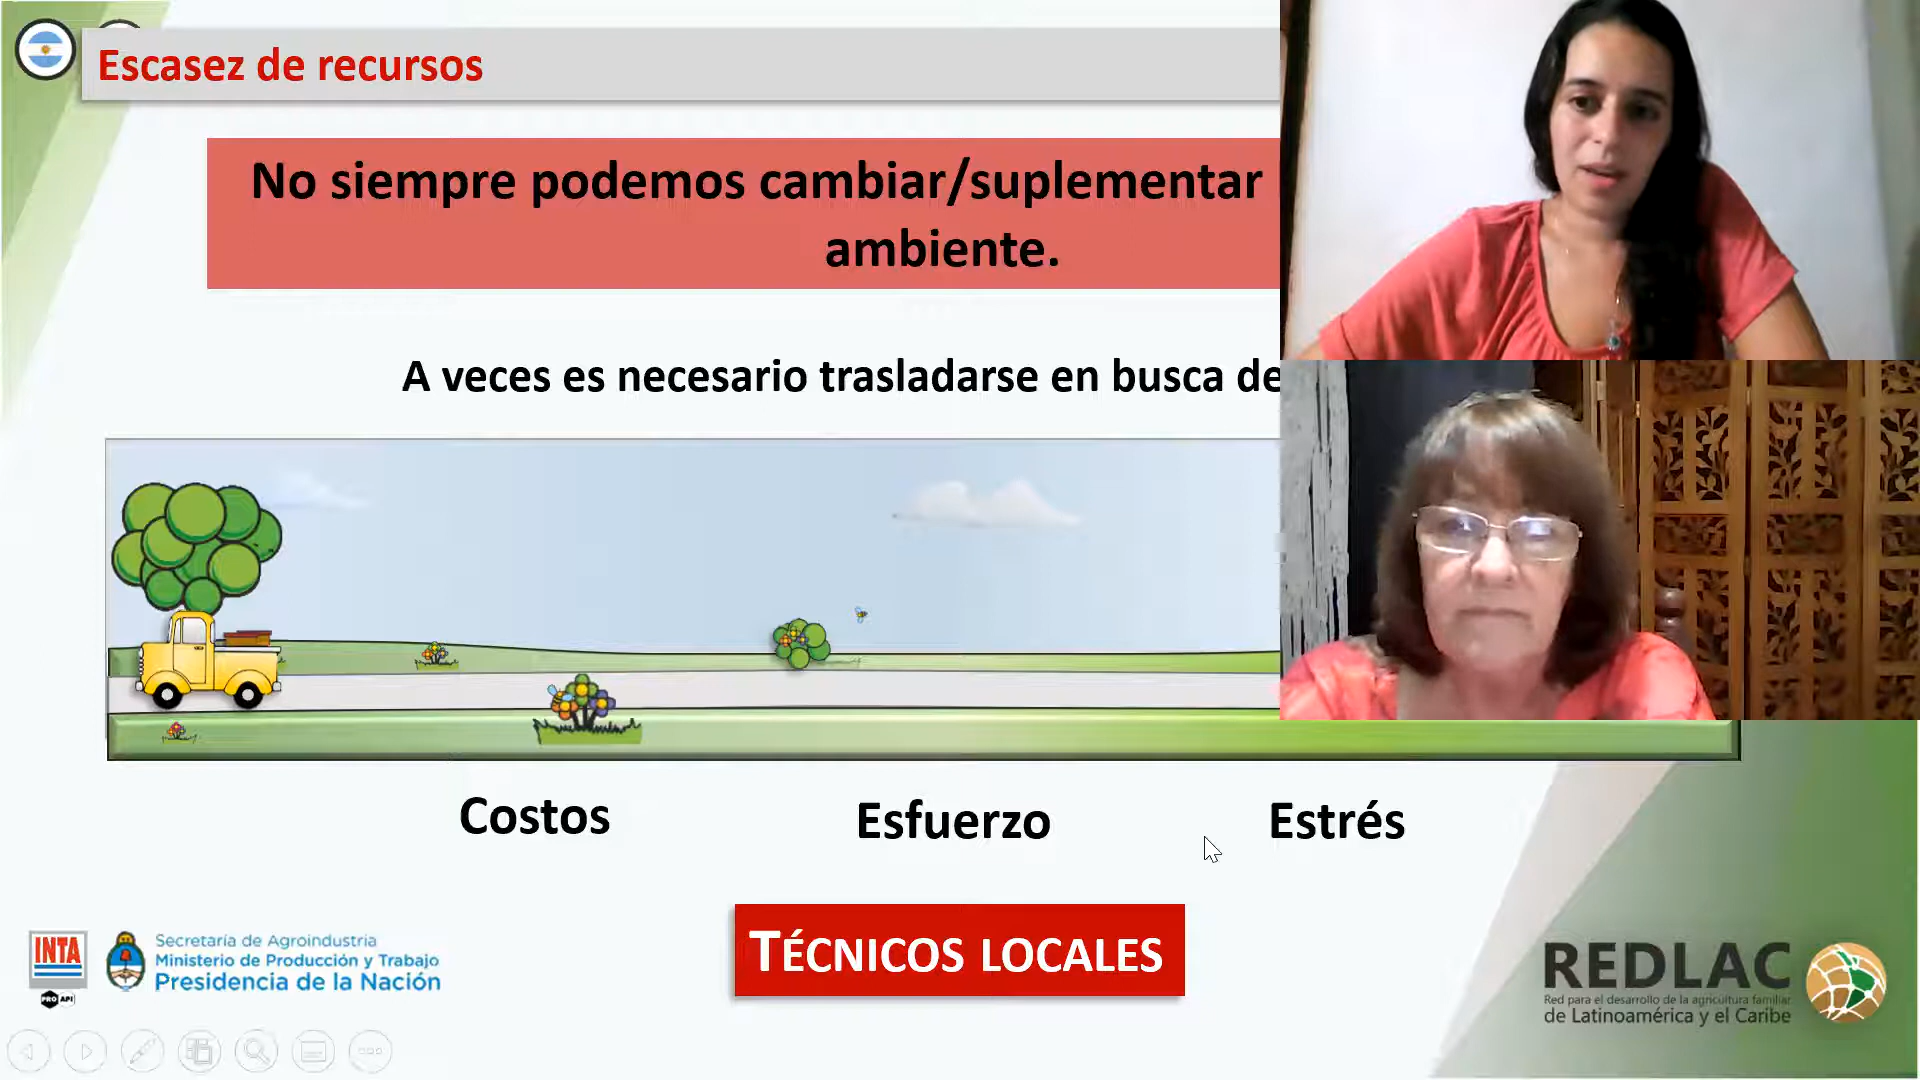 Escasez de recursos
No siempre podemos cambiar/suplementar
ambiente.
A veces es necesario trasladarse en busca de
Costos
Esfuerzo
Estrés
TÉCNICOS LOCALES
INTA
PRO API
Secretaría de Agroindustria
Ministerio de Producción y Trabajo
Presidencia de la Nación
REDLAC
Red para el desarrollo de la agricultura familiar
de Latinoamérica y el Caribe